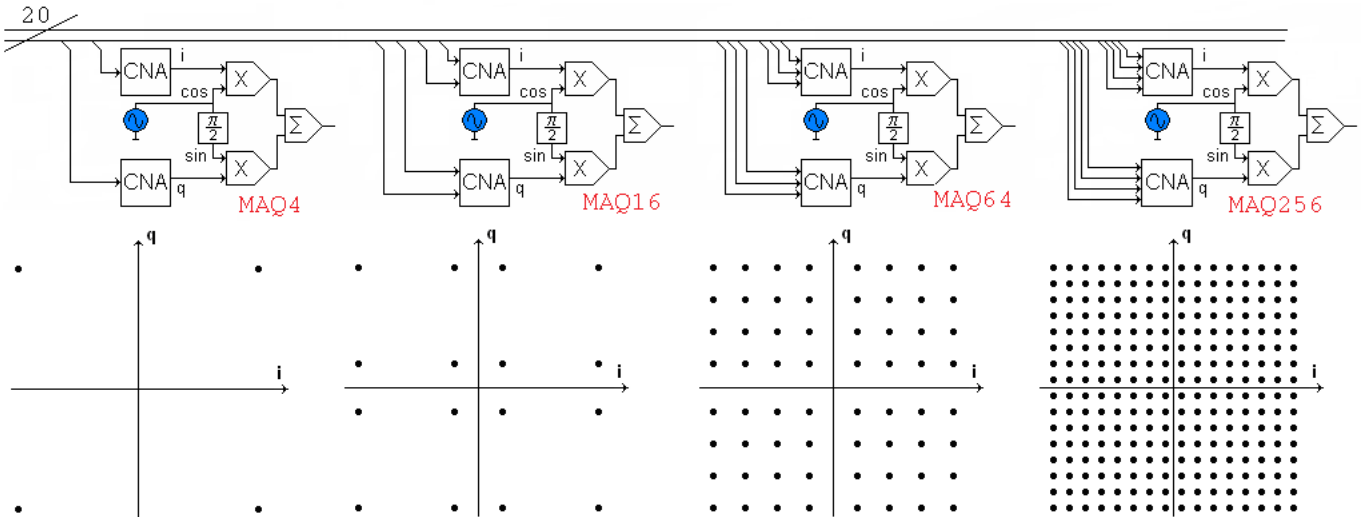 20
CNA i X
cos
π/2 Σ
sin
CNA q X
MAQ4
CNA i X
cos
π/2 Σ
sin
CNA q X
MAQ16
CNA i X
cos
π/2 Σ
sin
CNA q X
MAQ64
CNA i X
cos
π/2 Σ
sin
CNA q X
MAQ256
q
i
q
i
q
i
q
i